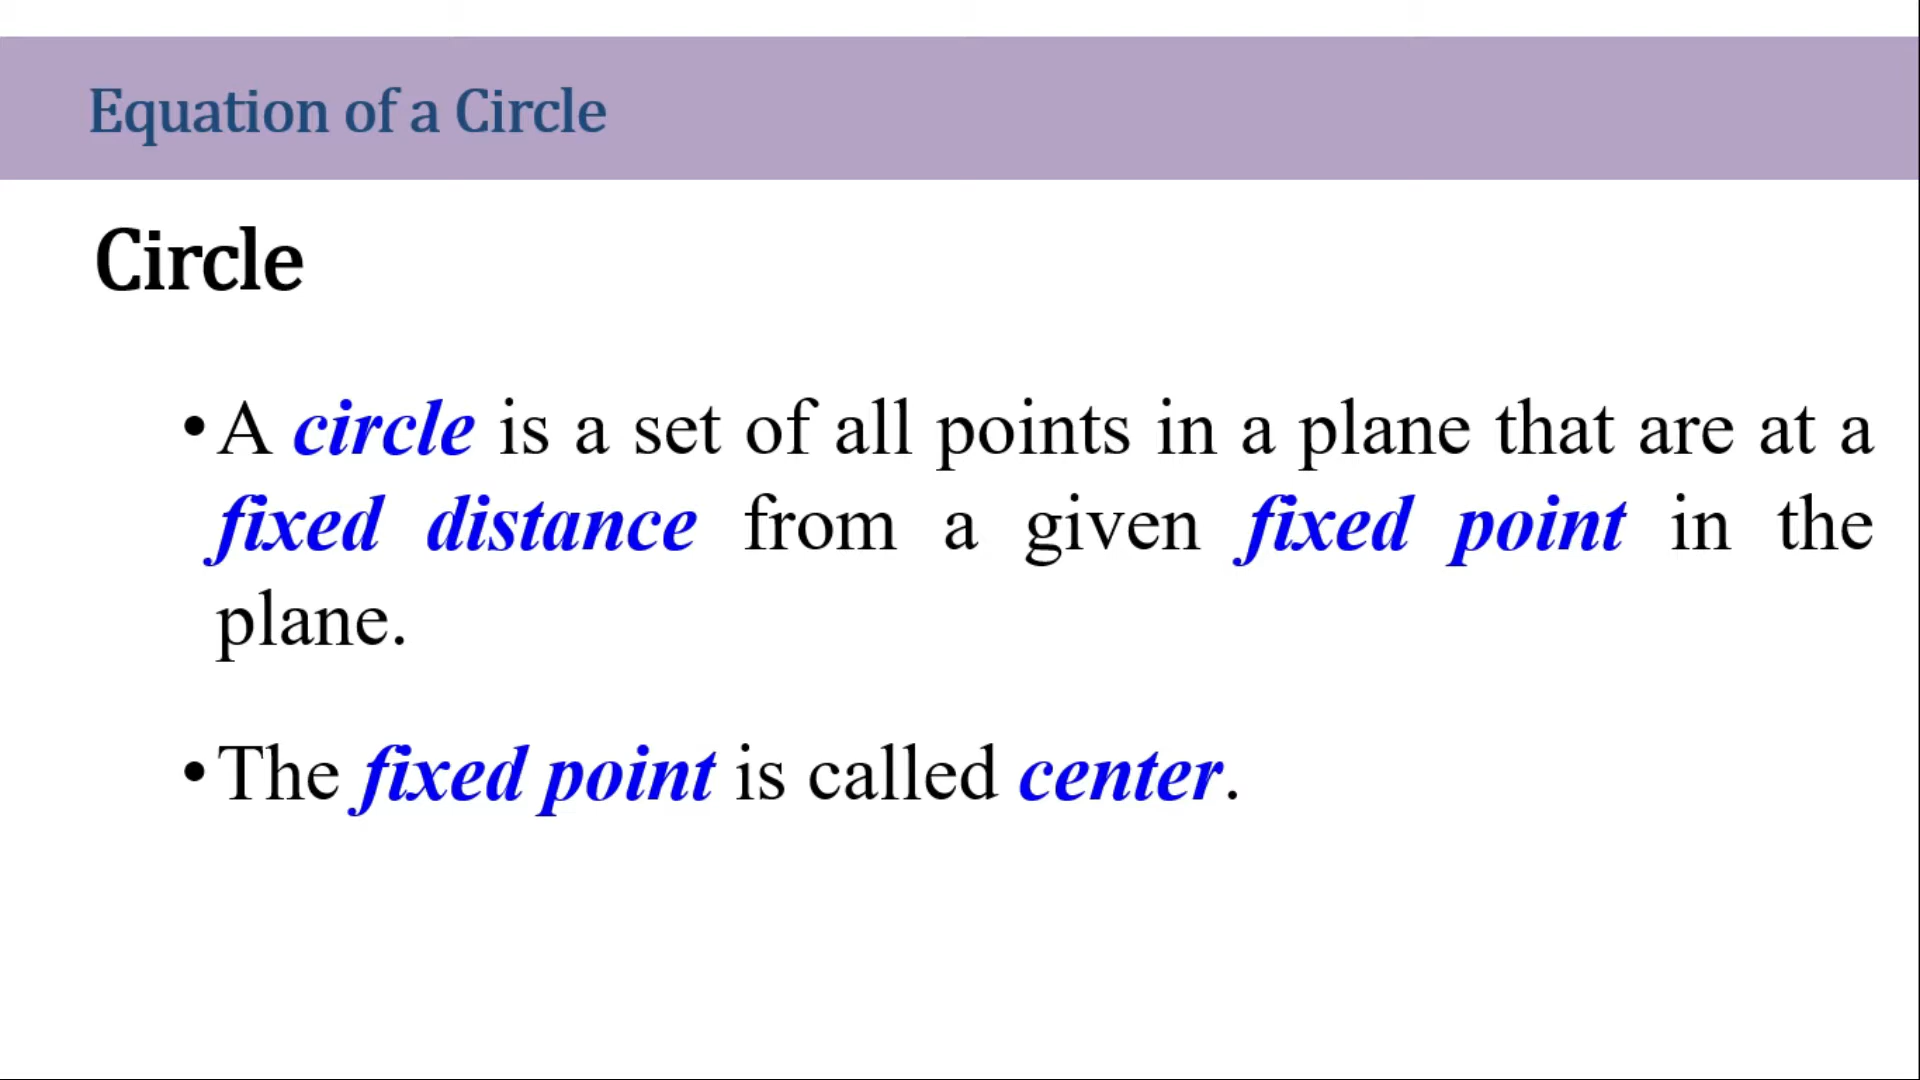 Equation of a Circle
Circle
•A circle is a set of all points in a plane that are at a
fixed distance from a given fixed point in the
plane.
•The fixed point is called center.